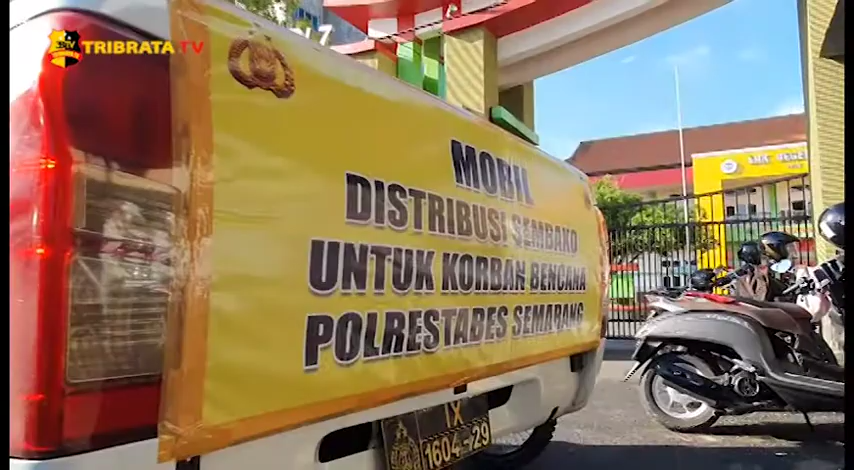 TRIBRATA TV
MOBIL
DISTRIBUSI SEMBAKO
UNTUK KORBAN BENCANA
POLRESTABES SEMARANG
IX
1604-29